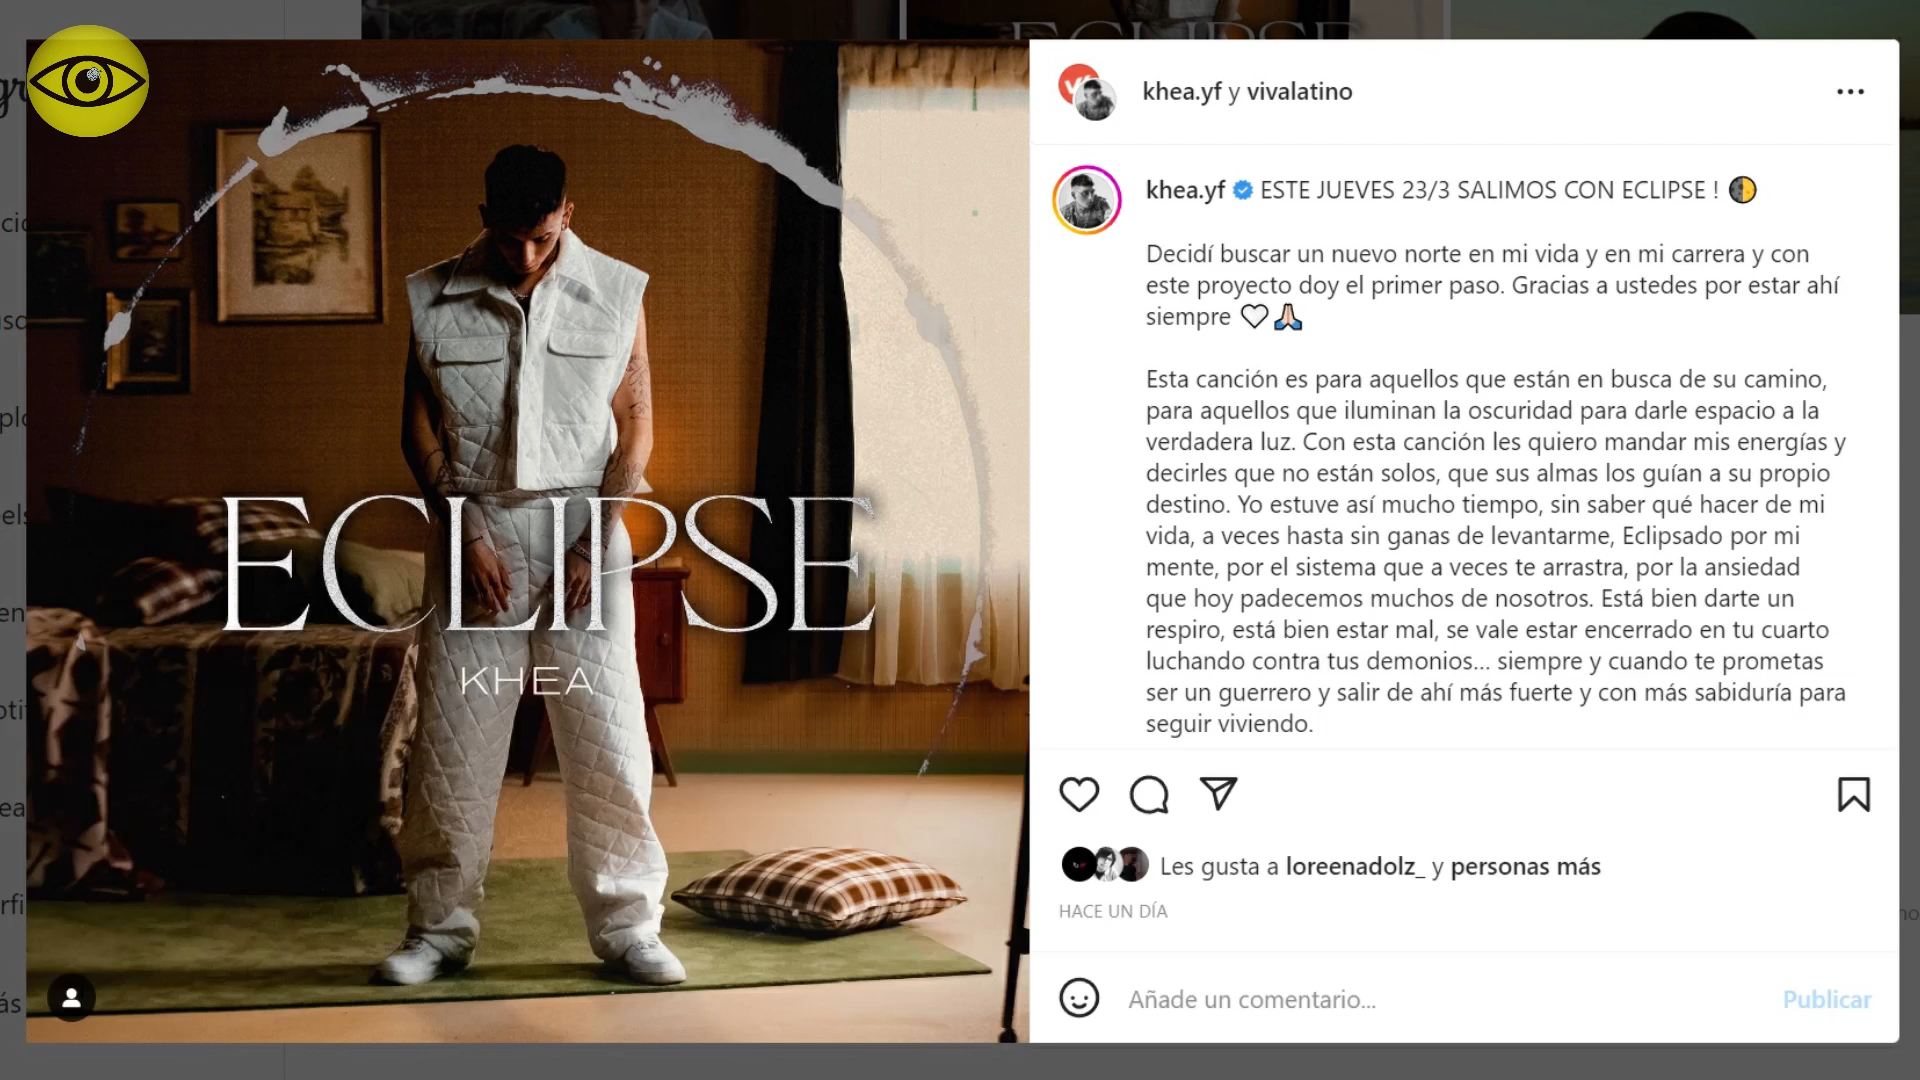 ECLIPSE
KHEA
khea.yf y vivalatino
khea.yf ESTE JUEVES 23/3 SALIMOS CON ECLIPSE !
Decidí buscar un nuevo norte en mi vida y en mi carrera y con
este proyecto doy el primer paso. Gracias a ustedes por estar ahí
siempre
Esta canción es para aquellos que están en busca de su camino,
para aquellos que iluminan la oscuridad para darle espacio a la
verdadera luz. Con esta canción les quiero mandar mis energías y
decirles que no están solos, que sus almas los guían a su propio
destino. Yo estuve así mucho tiempo, sin saber qué hacer de mi
vida, a veces hasta sin ganas de levantarme, Eclipsado por mi
mente, por el sistema que a veces te arrastra, por la ansiedad
que hoy padecemos muchos de nosotros. Está bien darte un
respiro, está bien estar mal, se vale estar encerrado en tu cuarto
luchando contra tus demonios... siempre y cuando te prometas
ser un guerrero y salir de ahí más fuerte y con más sabiduría para
seguir viviendo.
Les gusta a loreenadolz_ y personas más
HACE UN DÍA
Añade un comentario...
Publicar